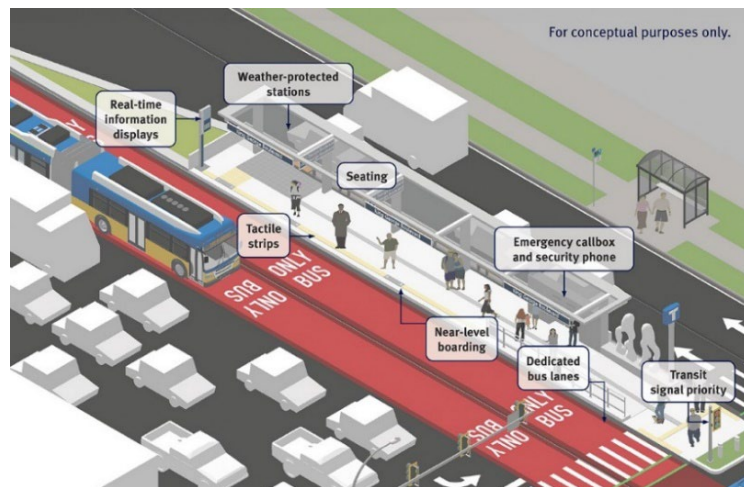 For conceptual purposes only.
Weather-protected
stations
Real-time
information
displays
Seating
Tactile
strips
Emergency callbox
and security phone
Near-level
boarding
Dedicated
bus lanes
Transit
signal priority
ONLY
BUS
ONLY
BUS
ONLY
BUS
ONLY
BUS
ONLY
T